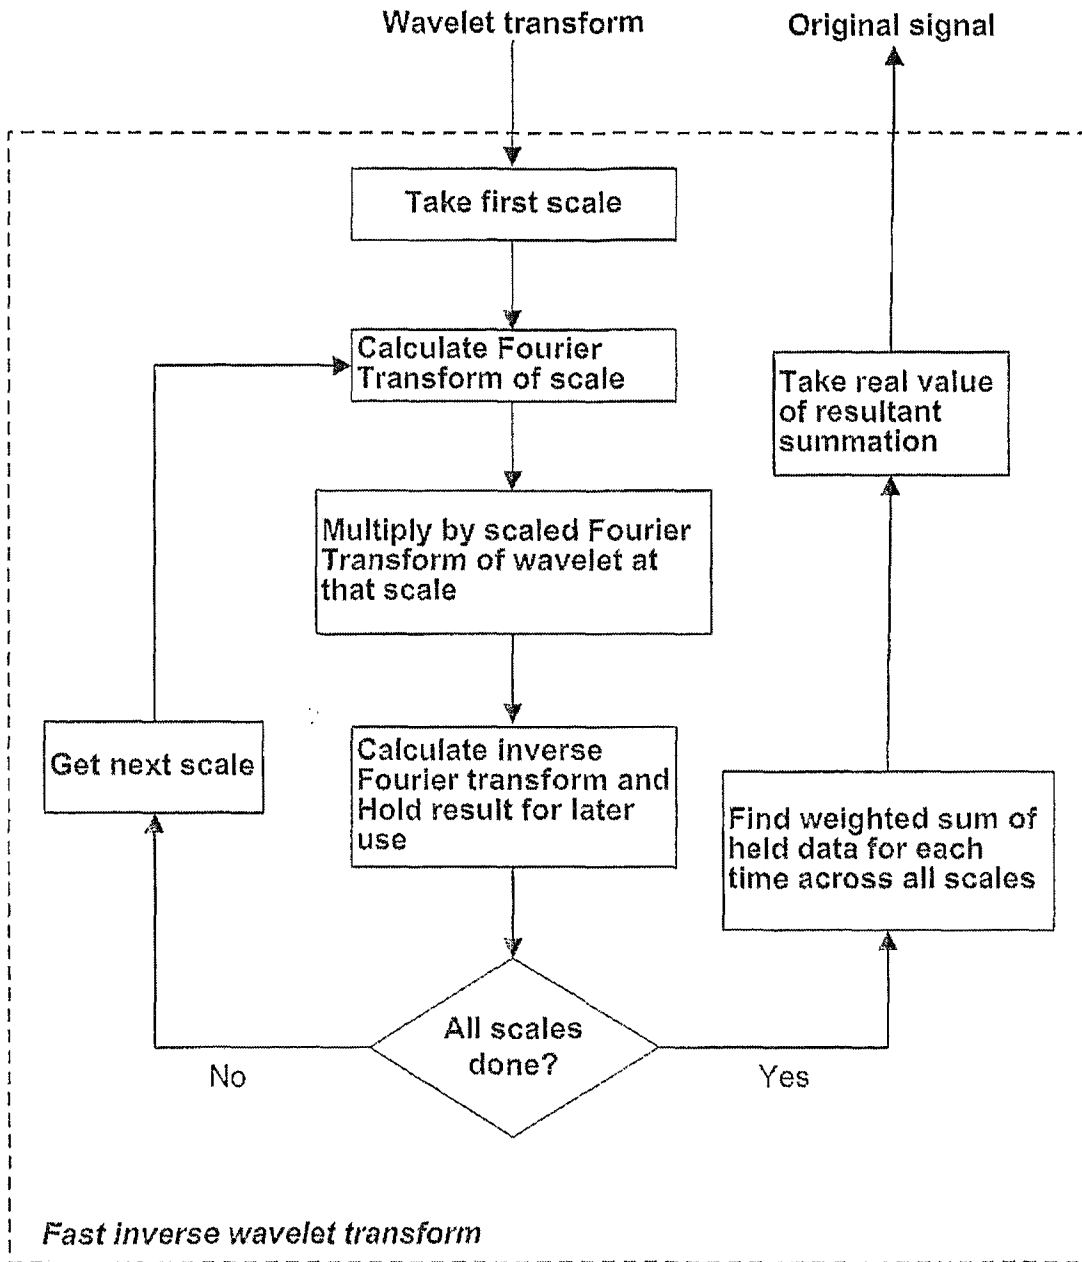 Wavelet transform
Original signal
Take first scale
Calculate Fourier
Transform of scale
Take real value
of resultant
summation
Multiply by scaled Fourier
Transform of wavelet at
that scale
Get next scale
Calculate inverse
Fourier transform and
Hold result for later
use
Find weighted sum of
held data for each
time across all scales
All scales
done?
No
Yes
Fast inverse wavelet transform